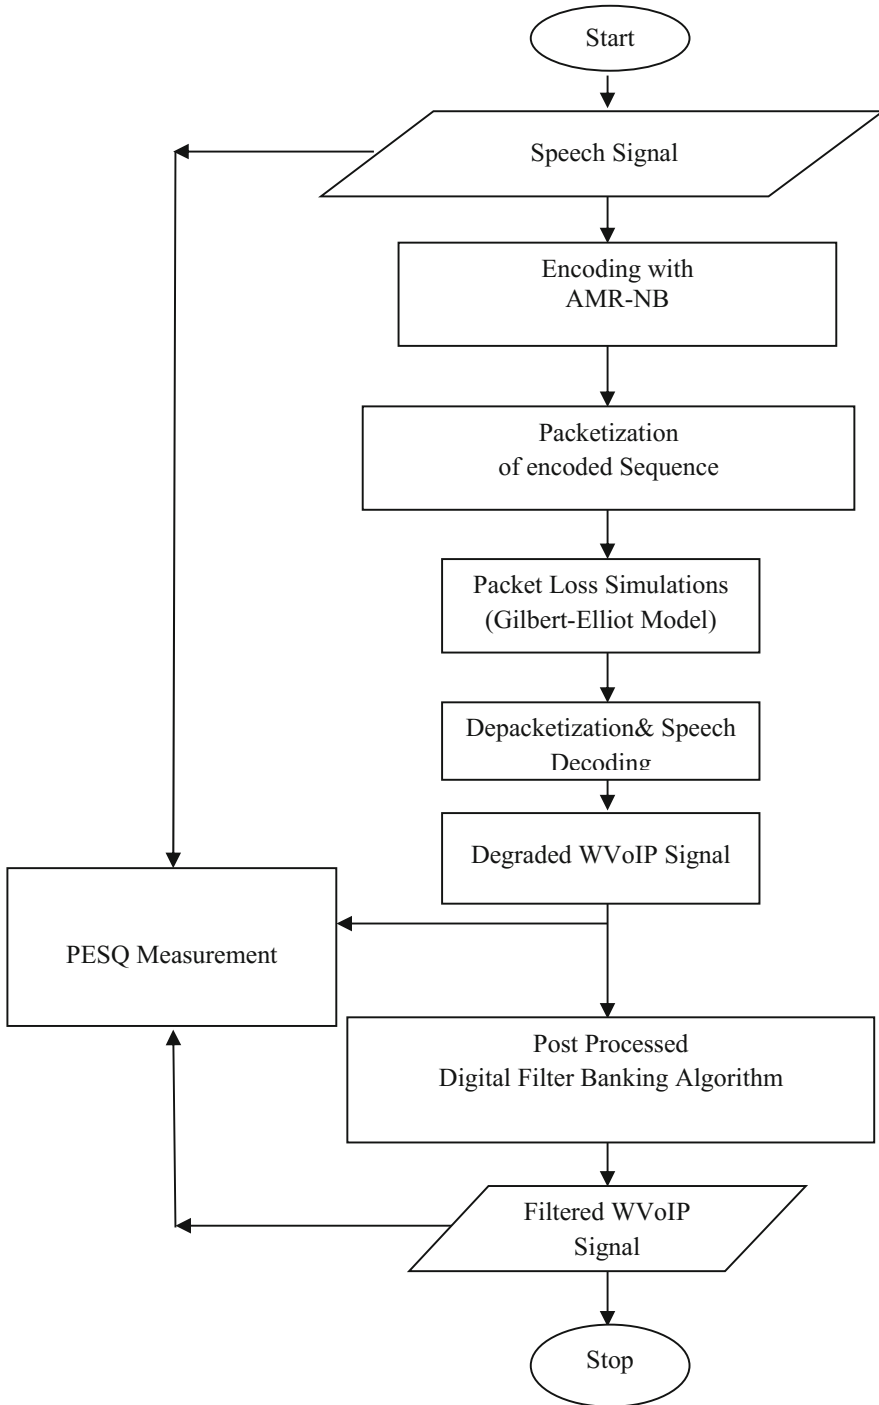 Start
Speech Signal
Encoding with
AMR-NB
Packetization
of encoded Sequence
Packet Loss Simulations
(Gilbert-Elliot Model)
Depacketization& Speech
Decoding
Degraded WVoIP Signal
PESQ Measurement
Post Processed
Digital Filter Banking Algorithm
Filtered WVoIP
Signal
Stop